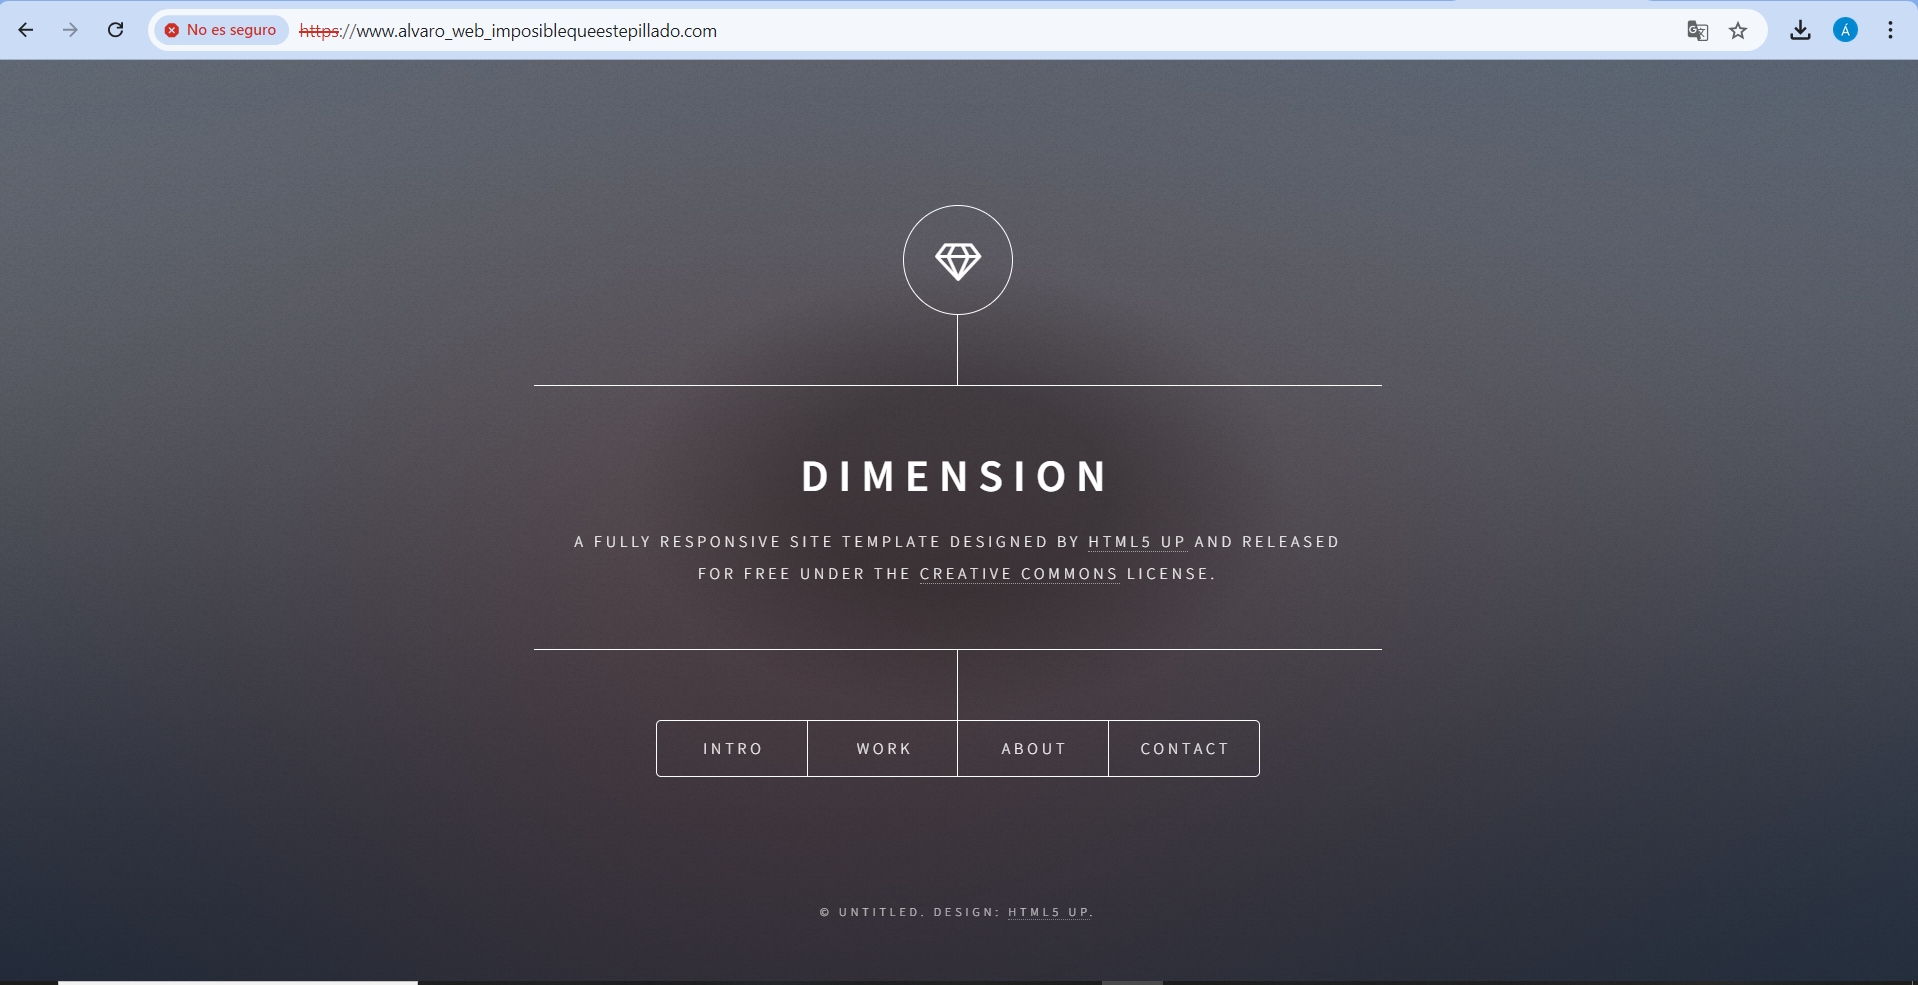 No es seguro https://www.alvaro_web_imposiblequeestepillado.com Á
DIMENSION
A FULLY RESPONSIVE SITE TEMPLATE DESIGNED BY HTML5 UP AND RELEASED
FOR FREE UNDER THE CREATIVE COMMONS LICENSE.
INTRO WORK ABOUT CONTACT
© UNTITLED. DESIGN: HTML5 UP.